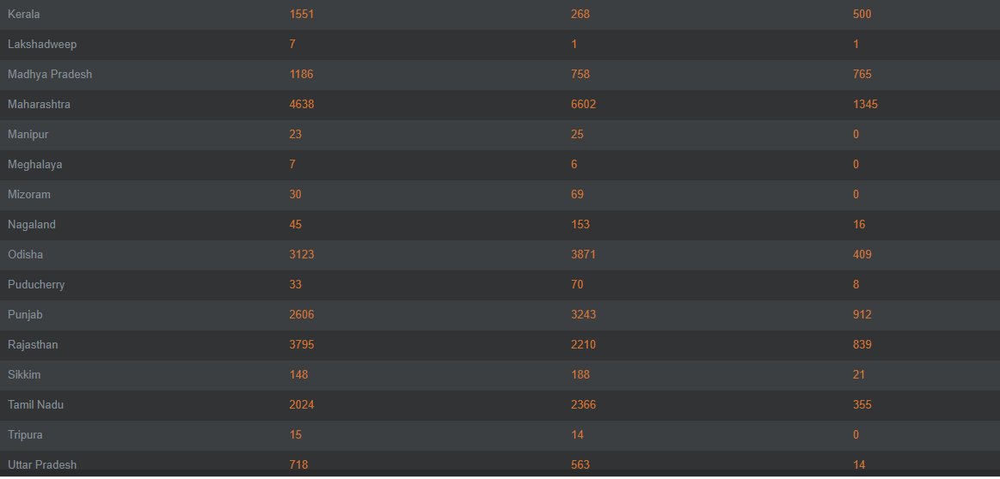 Kerala 1551 268 500
Lakshadweep 7 1 1
Madhya Pradesh 1186 758 765
Maharashtra 4638 6602 1345
Manipur 23 25 0
Meghalaya 7 6 0
Mizoram 30 69 0
Nagaland 45 153 16
Odisha 3123 3871 409
Puducherry 33 70 8
Punjab 2606 3243 912
Rajasthan 3795 2210 839
Sikkim 148 188 21
Tamil Nadu 2024 2366 355
Tripura 15 14 0
Uttar Pradesh 718 563 14